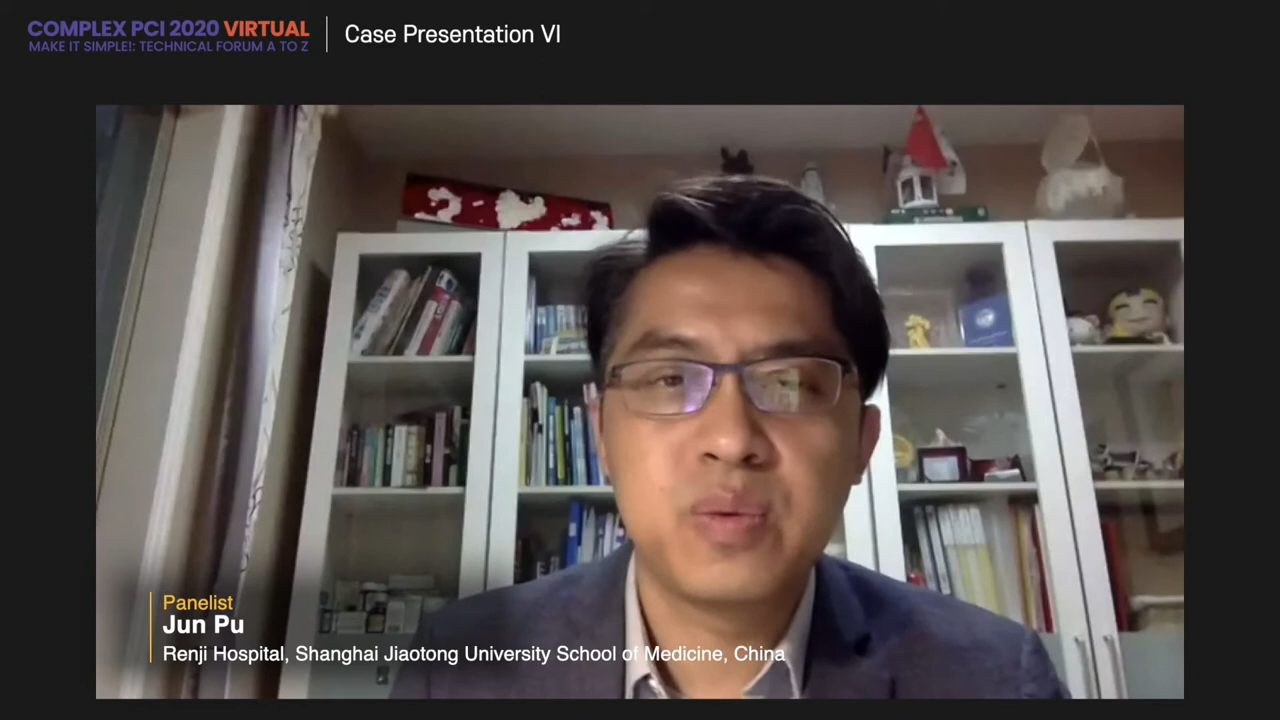 COMPLEX PCI 2020 VIRTUAL
MAKE IT SIMPLE!: TECHNICAL FORUM A TO Z
Case Presentation VI
Panelist
Jun Pu
Renji Hospital, Shanghai Jiaotong University School of Medicine, China